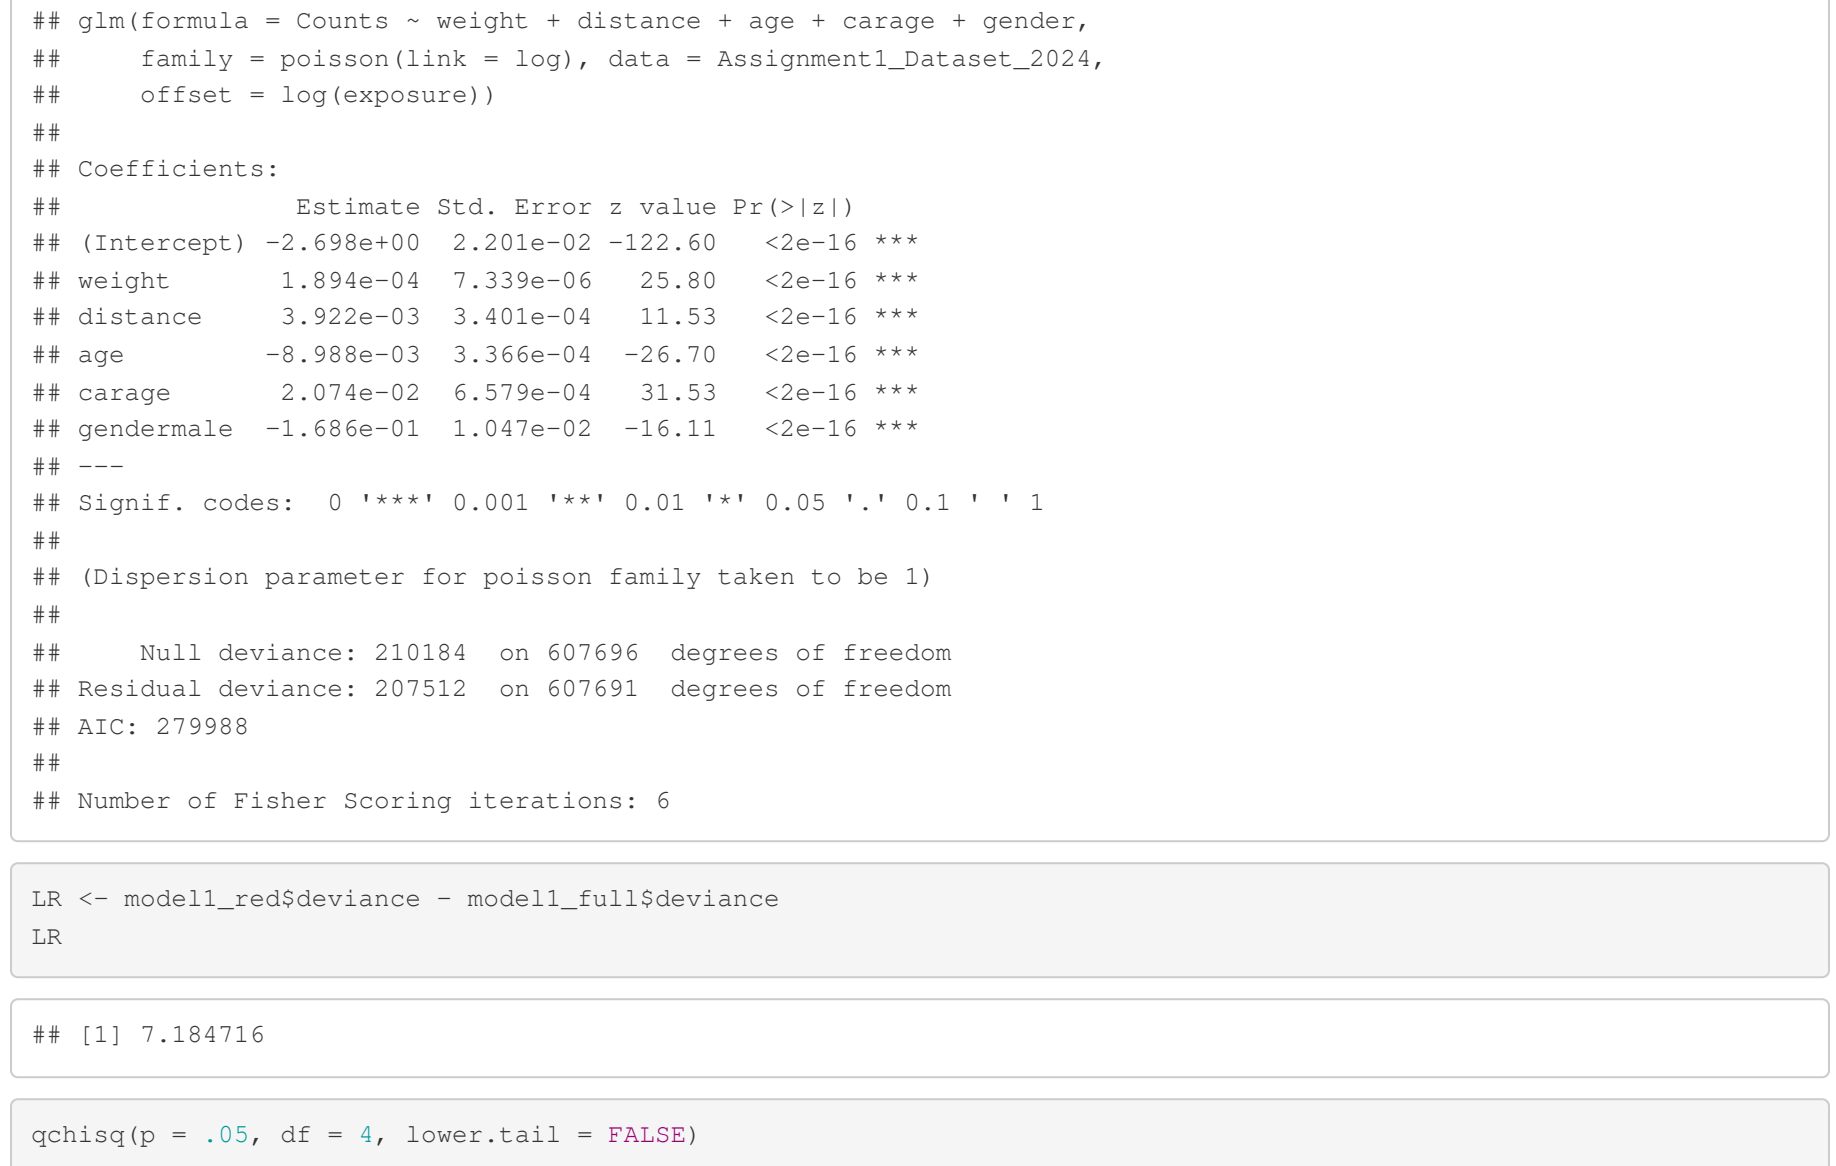 ## glm(formula = Counts ~ weight + distance + age + carage + gender,
##     family = poisson(link = log), data = Assignment1_Dataset_2024,
##     offset = log(exposure))
##
## Coefficients:
##               Estimate Std. Error z value Pr(>|z|)
## (Intercept) -2.698e+00  2.201e-02 -122.60   <2e-16 ***
## weight       1.894e-04  7.339e-06   25.80   <2e-16 ***
## distance     3.922e-03  3.401e-04   11.53   <2e-16 ***
## age         -8.988e-03  3.366e-04  -26.70   <2e-16 ***
## carage       2.074e-02  6.579e-04   31.53   <2e-16 ***
## gendermale  -1.686e-01  1.047e-02  -16.11   <2e-16 ***
## ---
## Signif. codes:  0 '***' 0.001 '**' 0.01 '*' 0.05 '.' 0.1 ' ' 1
##
## (Dispersion parameter for poisson family taken to be 1)
##
##     Null deviance: 210184  on 607696  degrees of freedom
## Residual deviance: 207512  on 607691  degrees of freedom
## AIC: 279988
##
## Number of Fisher Scoring iterations: 6
LR <- model1_red$deviance - model1_full$deviance
LR
## [1] 7.184716
qchisq(p = .05, df = 4, lower.tail = FALSE)